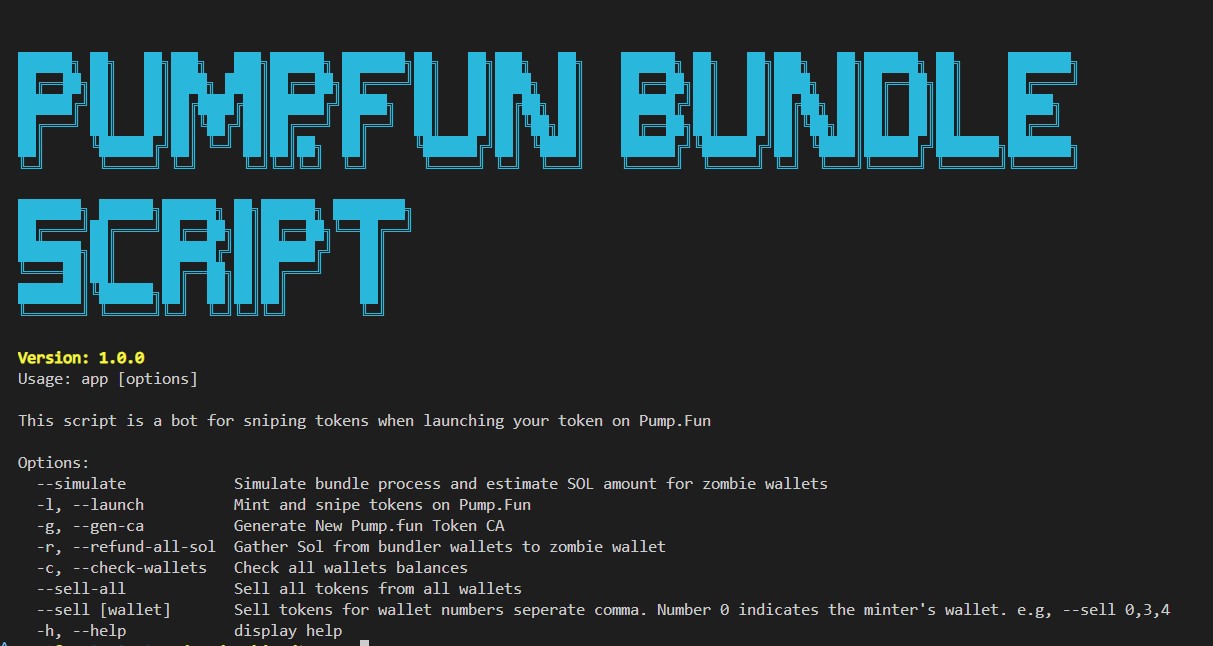 PUMP.FUN BUNDLE
SCRIPT
Version: 1.0.0
Usage: app [options]
This script is a bot for sniping tokens when launching your token on Pump.Fun
Options:
--simulate Simulate bundle process and estimate SOL amount for zombie wallets
-l, --launch Mint and snipe tokens on Pump.Fun
-g, --gen-ca Generate New Pump.fun Token CA
-r, --refund-all-sol Gather Sol from bundler wallets to zombie wallet
-c, --check-wallets Check all wallets balances
--sell-all Sell all tokens from all wallets
--sell [wallet] Sell tokens for wallet numbers seperate comma. Number 0 indicates the minter's wallet. e.g, --sell 0,3,4
-h, --help display help